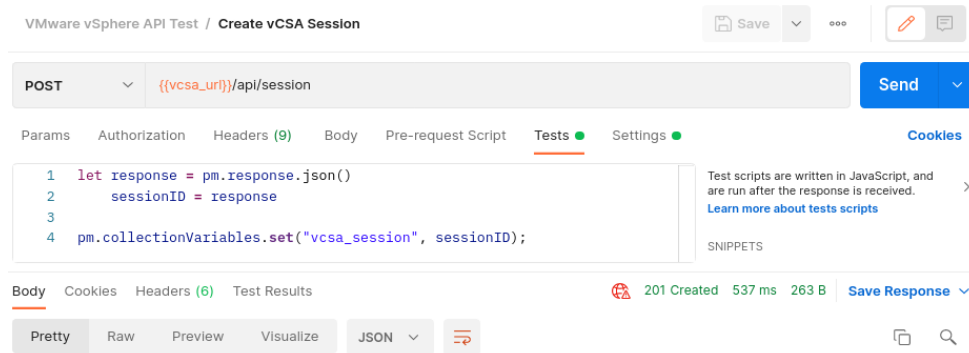 VMware vSphere API Test / Create vCSA Session
Save
POST
{{vcsa_url}}/api/session
Send
Params Authorization Headers (9) Body Pre-request Script Tests Settings Cookies
1 let response = pm.response.json()
2 sessionID = response
3
4 pm.collectionVariables.set("vcsa_session", sessionID);
Test scripts are written in JavaScript, and
are run after the response is received.
Learn more about tests scripts
SNIPPETS
Body Cookies Headers (6) Test Results 201 Created 537 ms 263 B Save Response
Pretty Raw Preview Visualize JSON